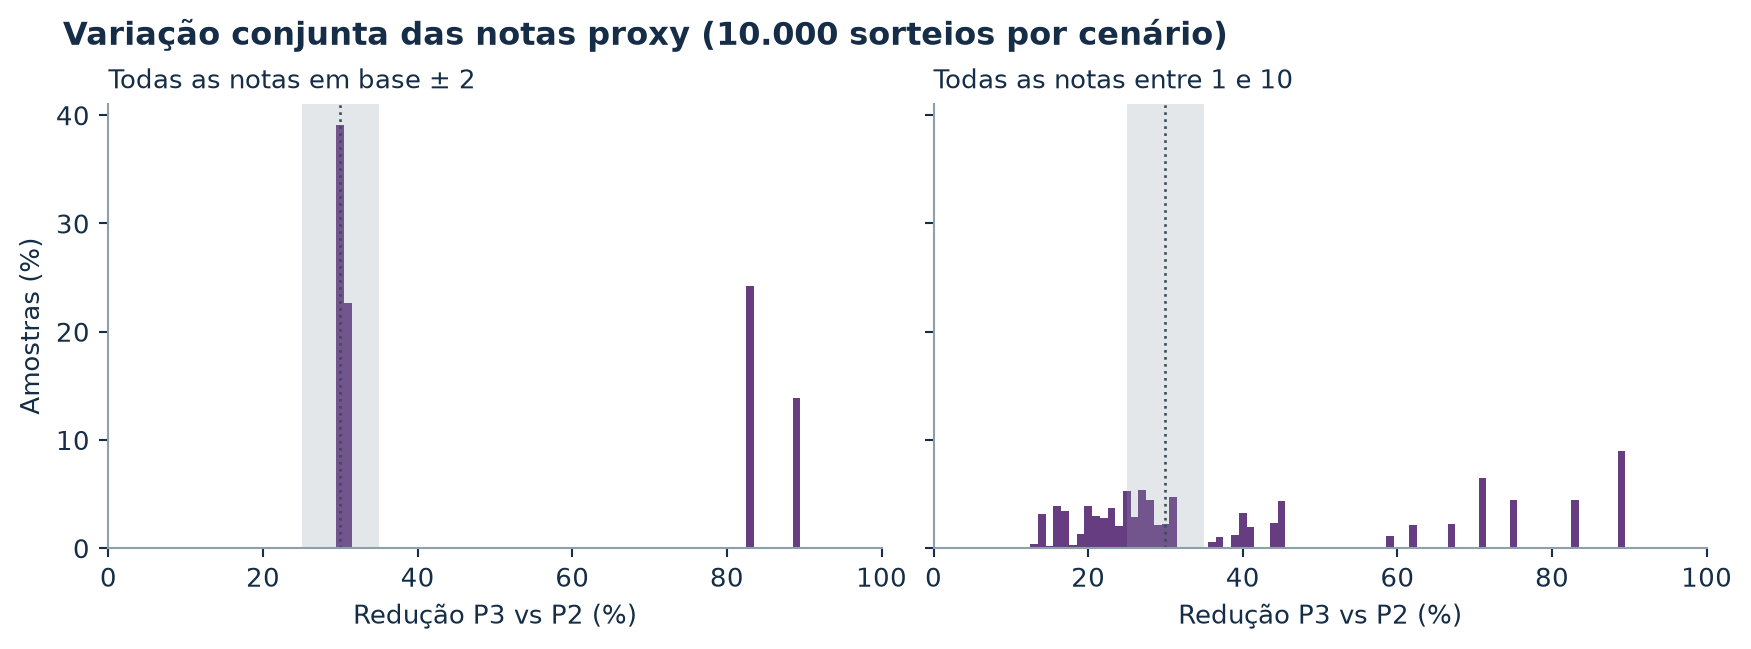 Variação conjunta das notas proxy (10.000 sorteios por cenário)
Todas as notas em base ± 2
Todas as notas entre 1 e 10
Amostras (%)
40
30
20
10
0
0 20 40 60 80 100
0 20 40 60 80 100
Redução P3 vs P2 (%)
Redução P3 vs P2 (%)